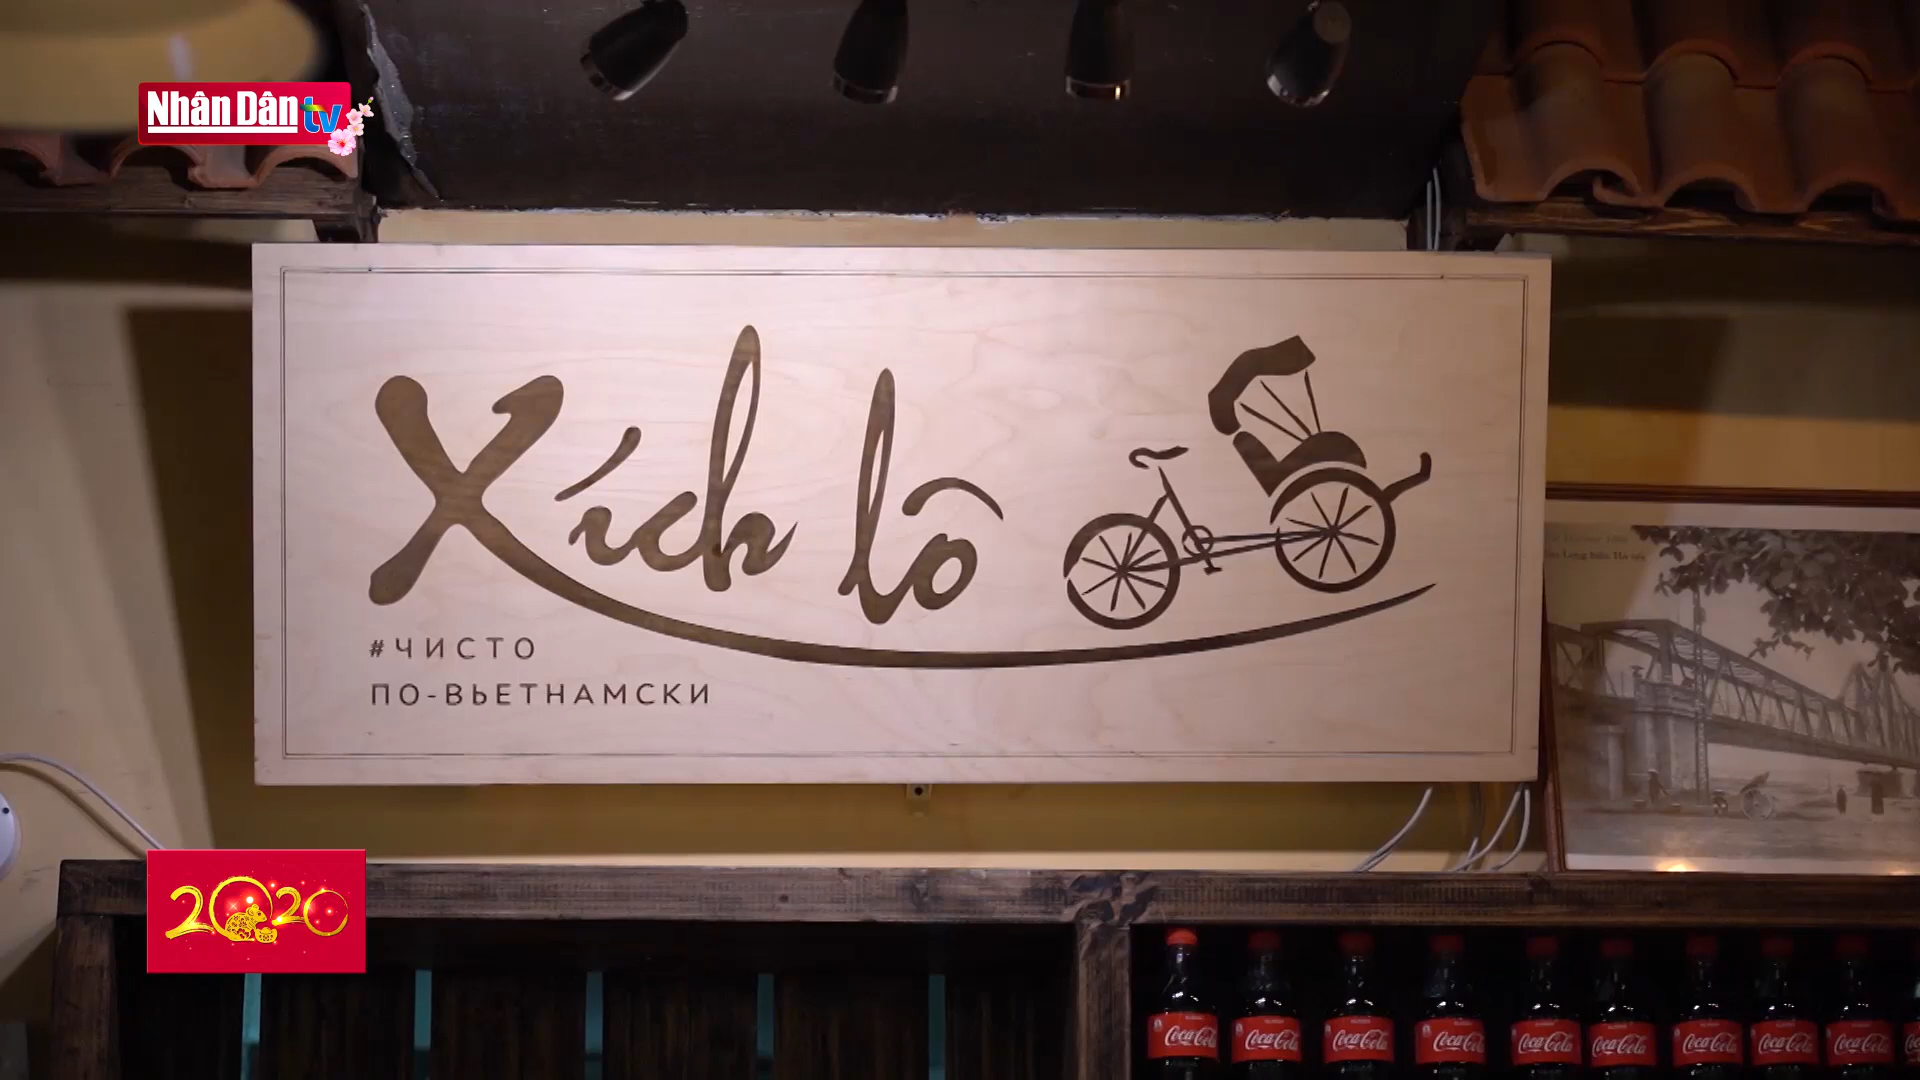 Nhân Dân tv
Xích lô
#ЧИСТО
ПО-ВЬЕТНАМСКИ
2020
Coca-Cola
Coca-Cola
Coca-Cola
Coca-Cola
Coca-Cola
Coca-Cola
Coca-Cola
Coca-Cola
Coca-Cola